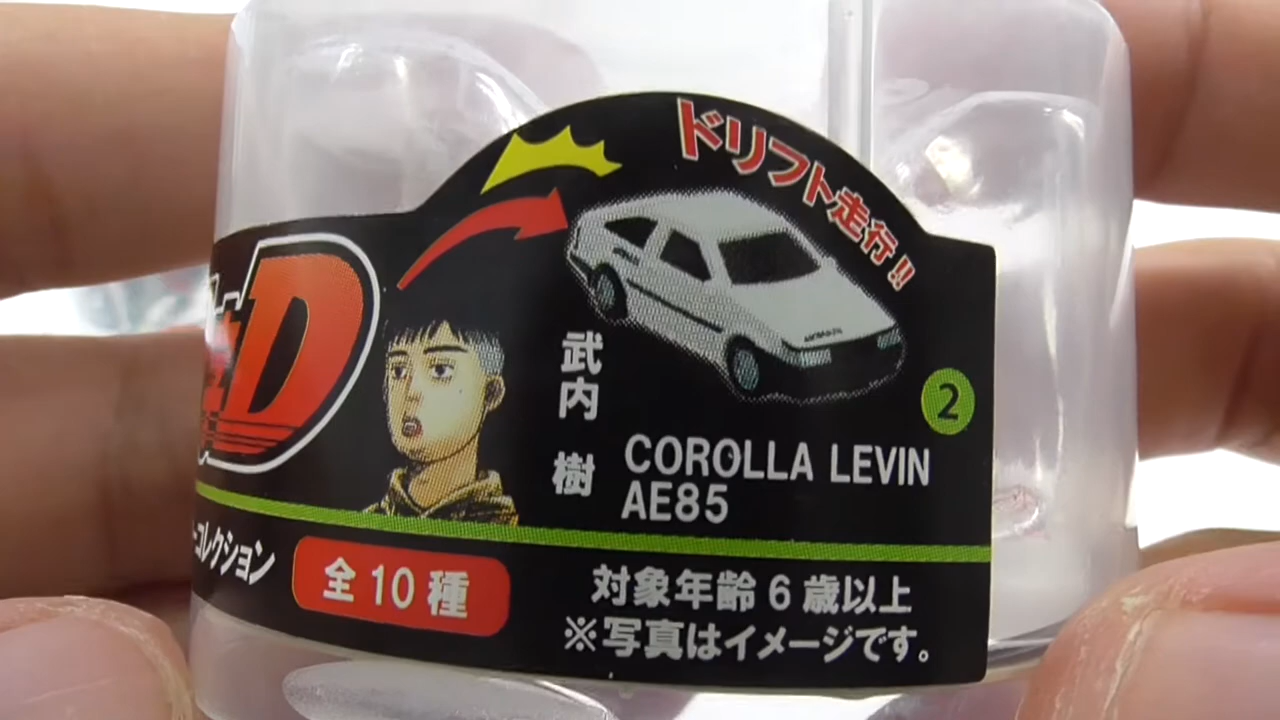 ドリフト走行!!
D
武内 樹
2
COROLLA LEVIN
AE85
コレクション
全10種
対象年齢6歳以上
※写真はイメージです。